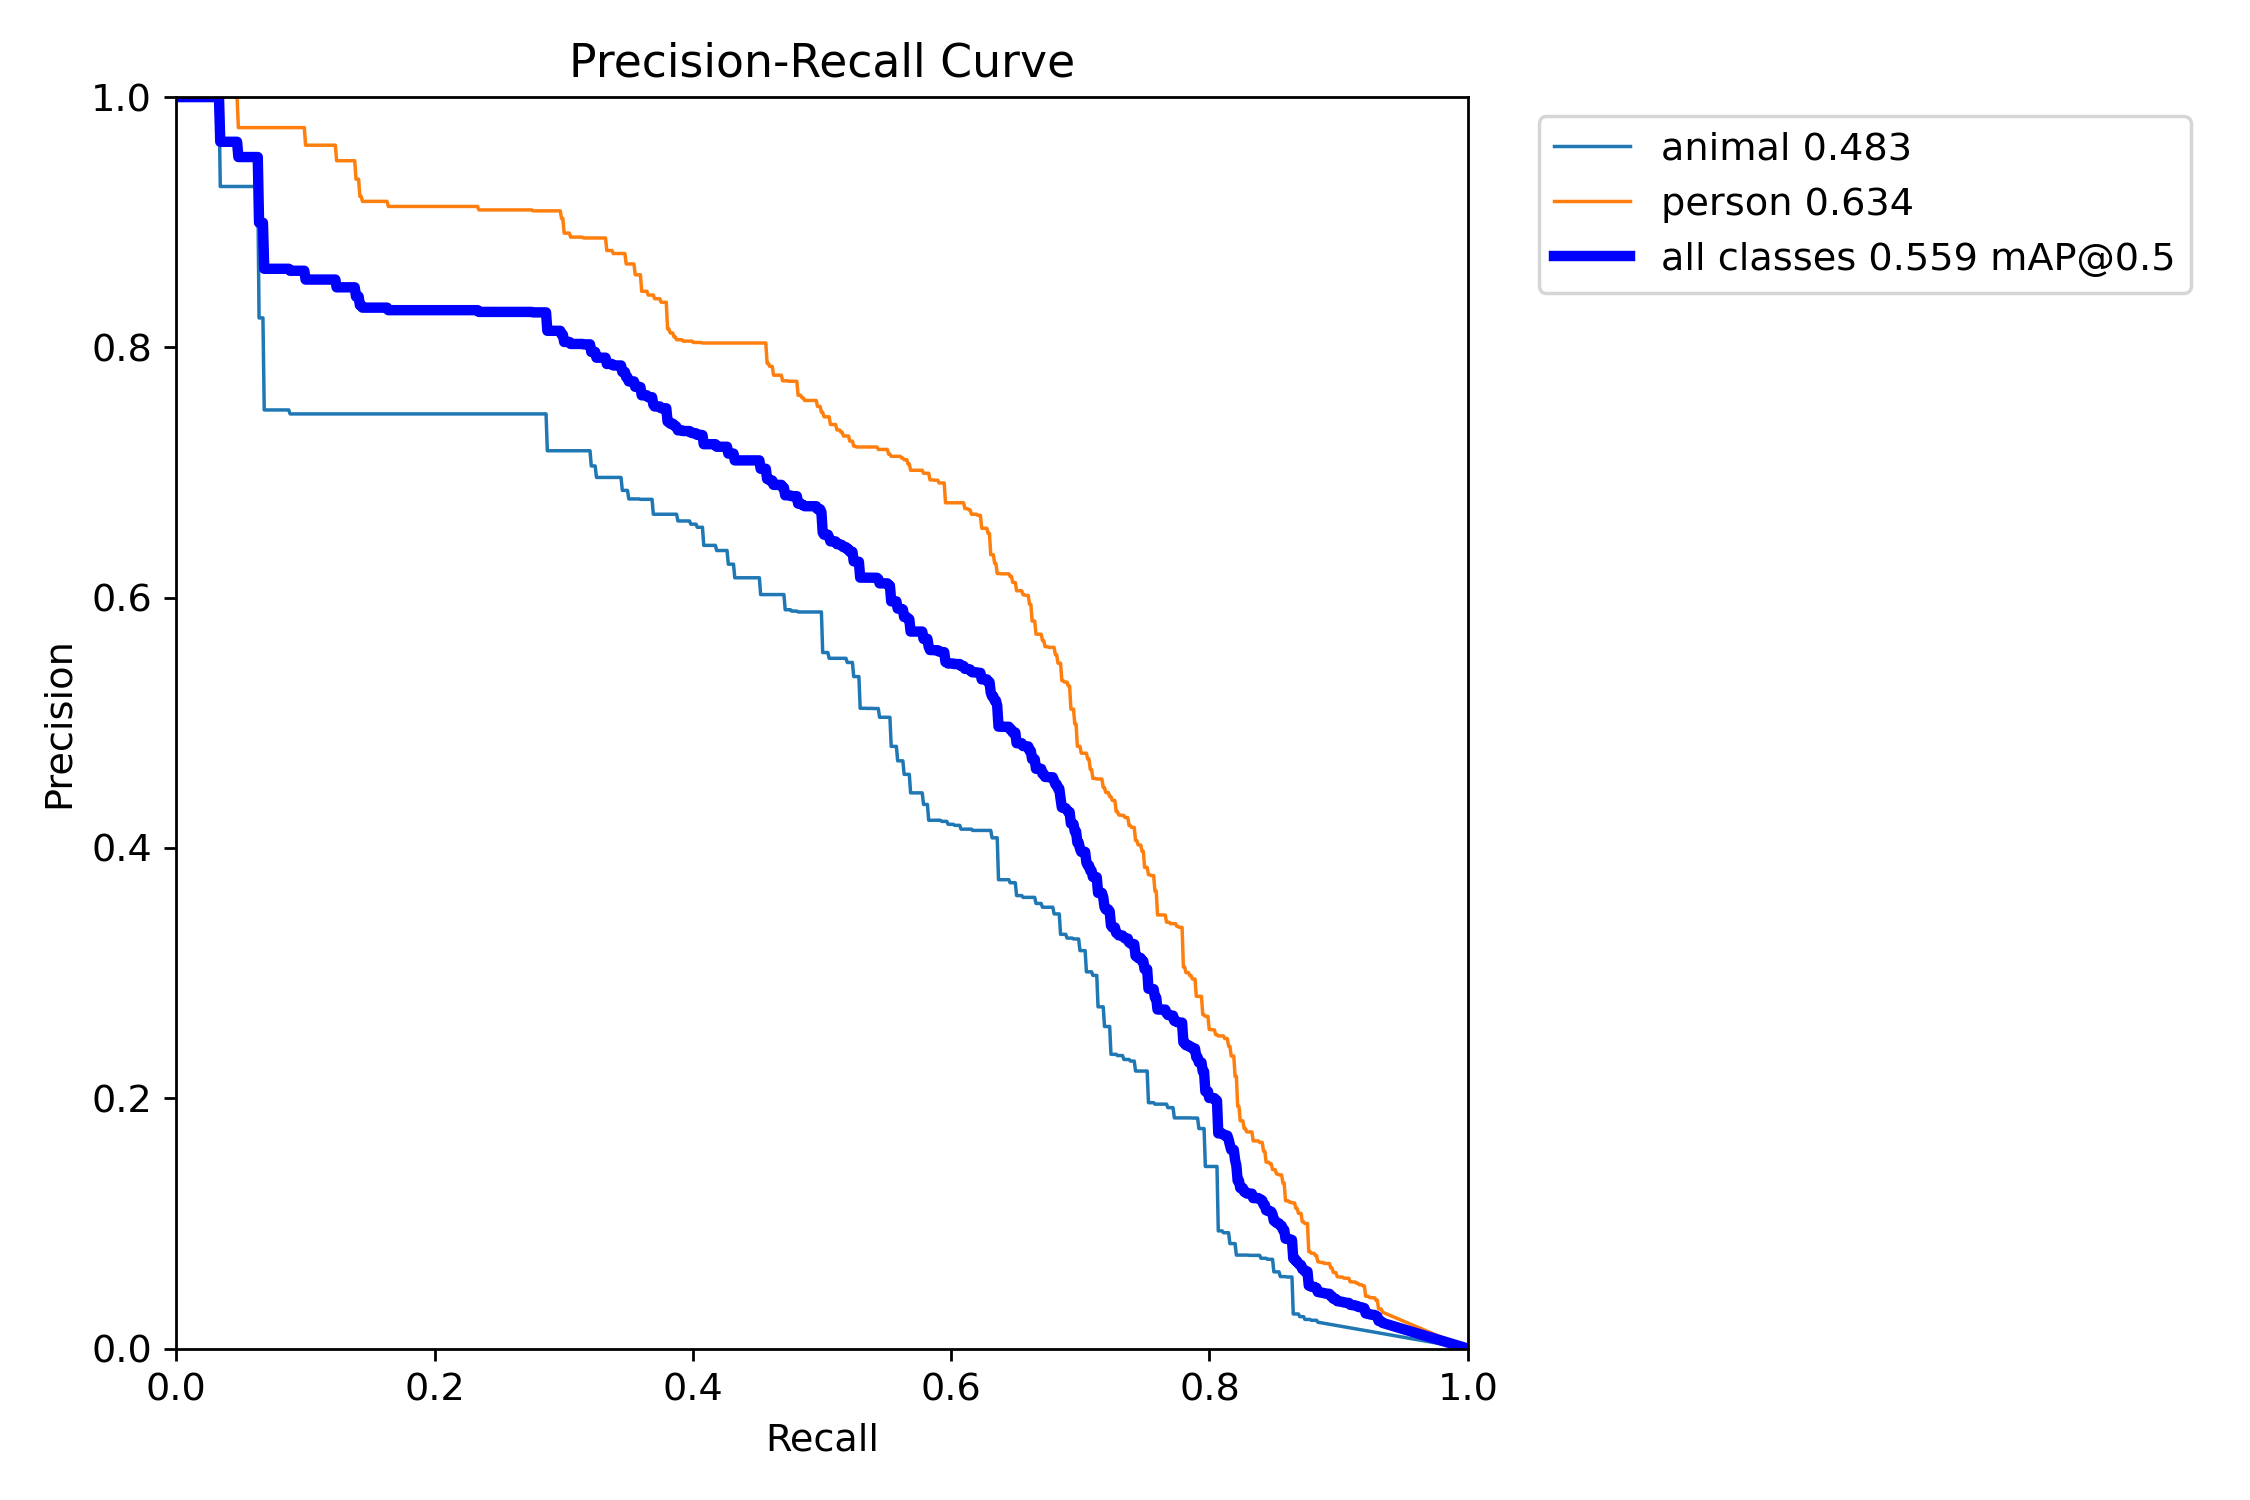 Precision-Recall Curve
animal 0.483
person 0.634
all classes 0.559 mAP@0.5
Precision
1.0
0.8
0.6
0.4
0.2
0.0
0.0 0.2 0.4 0.6 0.8 1.0
Recall